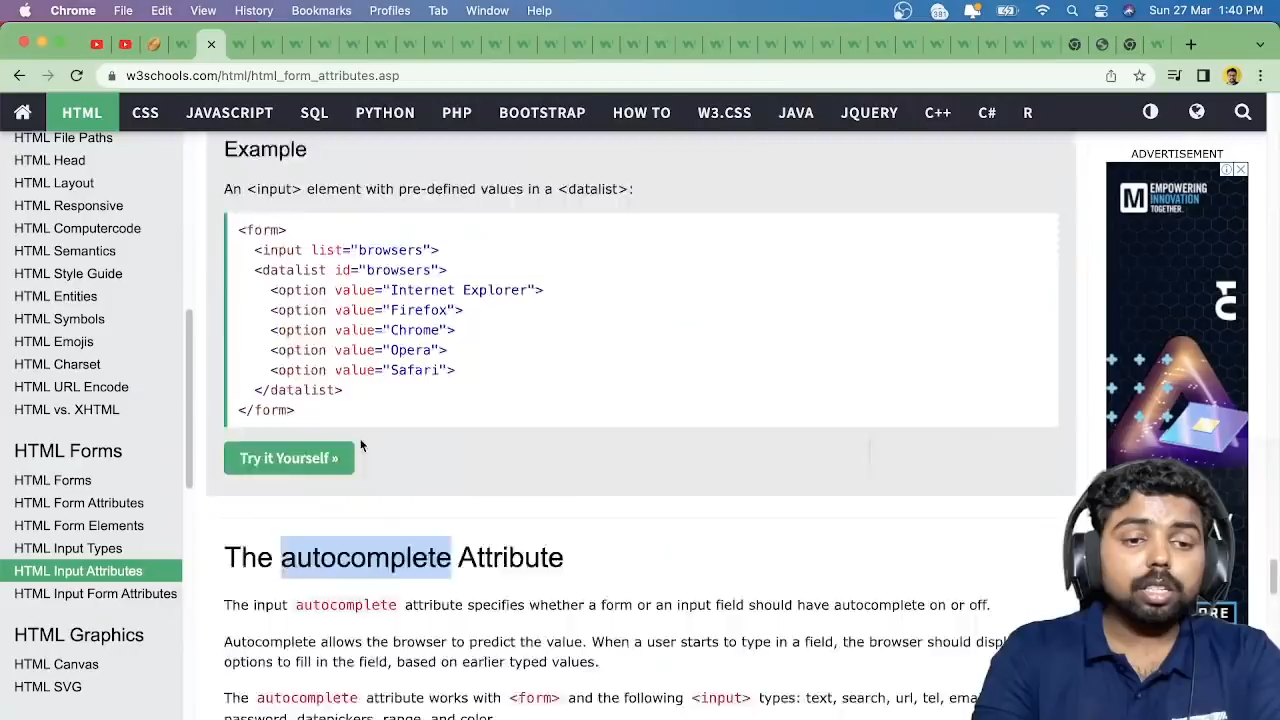 Chrome File Edit View History Bookmarks Profiles Tab Window Help 381 Sun 27 Mar 1:40 PM
w3schools.com/html/html_form_attributes.asp
HTML CSS JAVASCRIPT SQL PYTHON PHP BOOTSTRAP HOW TO W3.CSS JAVA JQUERY C++ C# R
HTML File Paths
HTML Head
HTML Layout
HTML Responsive
HTML Computercode
HTML Semantics
HTML Style Guide
HTML Entities
HTML Symbols
HTML Emojis
HTML Charset
HTML URL Encode
HTML vs. XHTML
HTML Forms
HTML Forms
HTML Form Attributes
HTML Form Elements
HTML Input Types
HTML Input Attributes
HTML Input Form Attributes
HTML Graphics
HTML Canvas
HTML SVG
Example
An <input> element with pre-defined values in a <datalist>:
<form>
<input list="browsers">
<datalist id="browsers">
<option value="Internet Explorer">
<option value="Firefox">
<option value="Chrome">
<option value="Opera">
<option value="Safari">
</datalist>
</form>
Try it Yourself »
The autocomplete Attribute
The input autocomplete attribute specifies whether a form or an input field should have autocomplete on or off.
Autocomplete allows the browser to predict the value. When a user starts to type in a field, the browser should
options to fill in the field, based on earlier typed values.
The autocomplete attribute works with <form> and the following <input> types: text, search, url, tel,
password, datepickers, range, and color.
ADVERTISEMENT
M EMPOWERING
INNOVATION
TOGETHER.